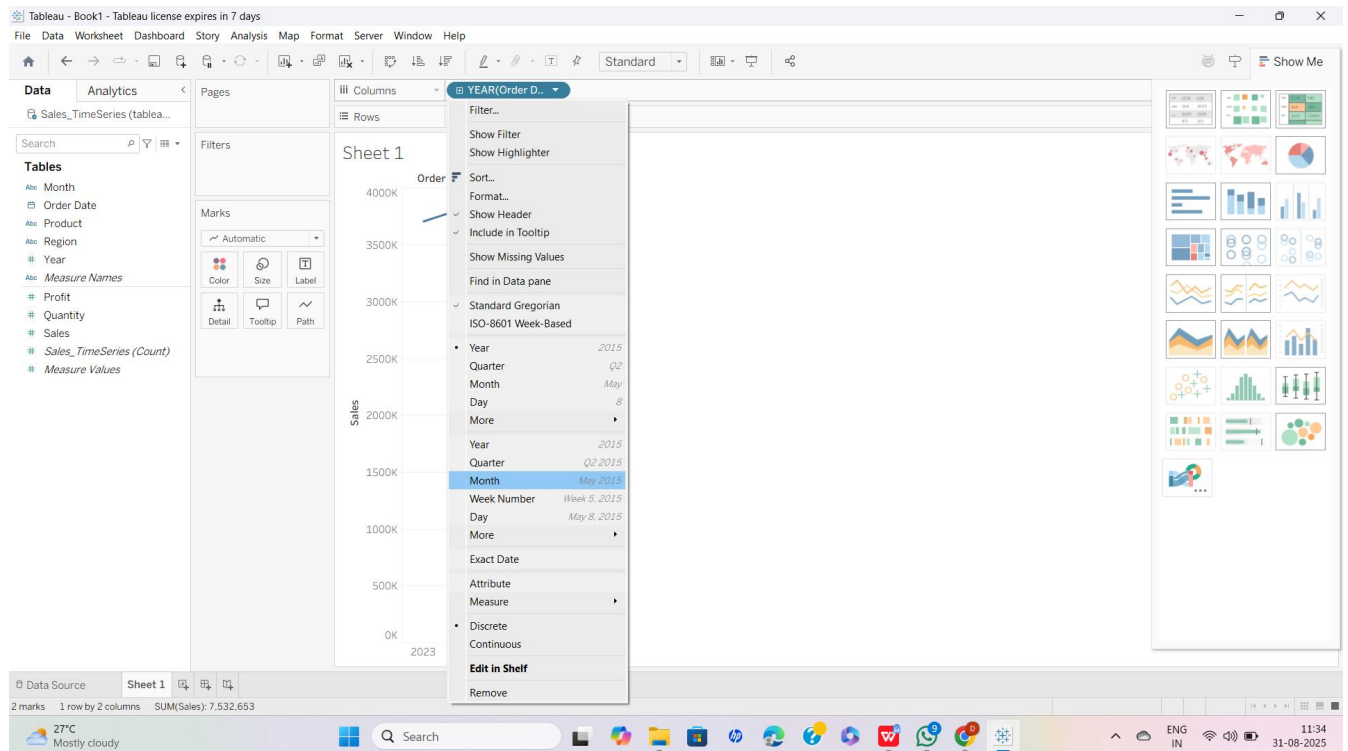 Tableau - Book1 - Tableau license expires in 7 days
File Data Worksheet Dashboard Story Analysis Map Format Server Window Help
Standard
Show Me
Data Analytics
Sales_TimeSeries (tablea...
Search
Tables
Abc Month
Order Date
Abc Product
Abc Region
# Year
Abc Measure Names
# Profit
# Quantity
# Sales
# Sales_TimeSeries (Count)
# Measure Values
Pages
Filters
Marks
Automatic
Color Size Label
Detail Tooltip Path
Columns
YEAR(Order D..
Rows
Sheet 1
Order
4000K
3500K
3000K
2500K
2000K
1500K
1000K
500K
0K
Sales
2023
Filter...
Show Filter
Show Highlighter
Sort...
Format...
Show Header
Include in Tooltip
Show Missing Values
Find in Data pane
Standard Gregorian
ISO-8601 Week-Based
Year 2015
Quarter Q2
Month May
Day 8
More
Year 2015
Quarter Q2 2015
Month May 2015
Week Number Week 5, 2015
Day May 8, 2015
More
Exact Date
Attribute
Measure
Discrete
Continuous
Edit in Shelf
Remove
Data Source Sheet 1
2 marks 1 row by 2 columns SUM(Sales): 7,532,653
27°C
Mostly cloudy
Search
9
D
ENG
IN
11:34
31-08-2025